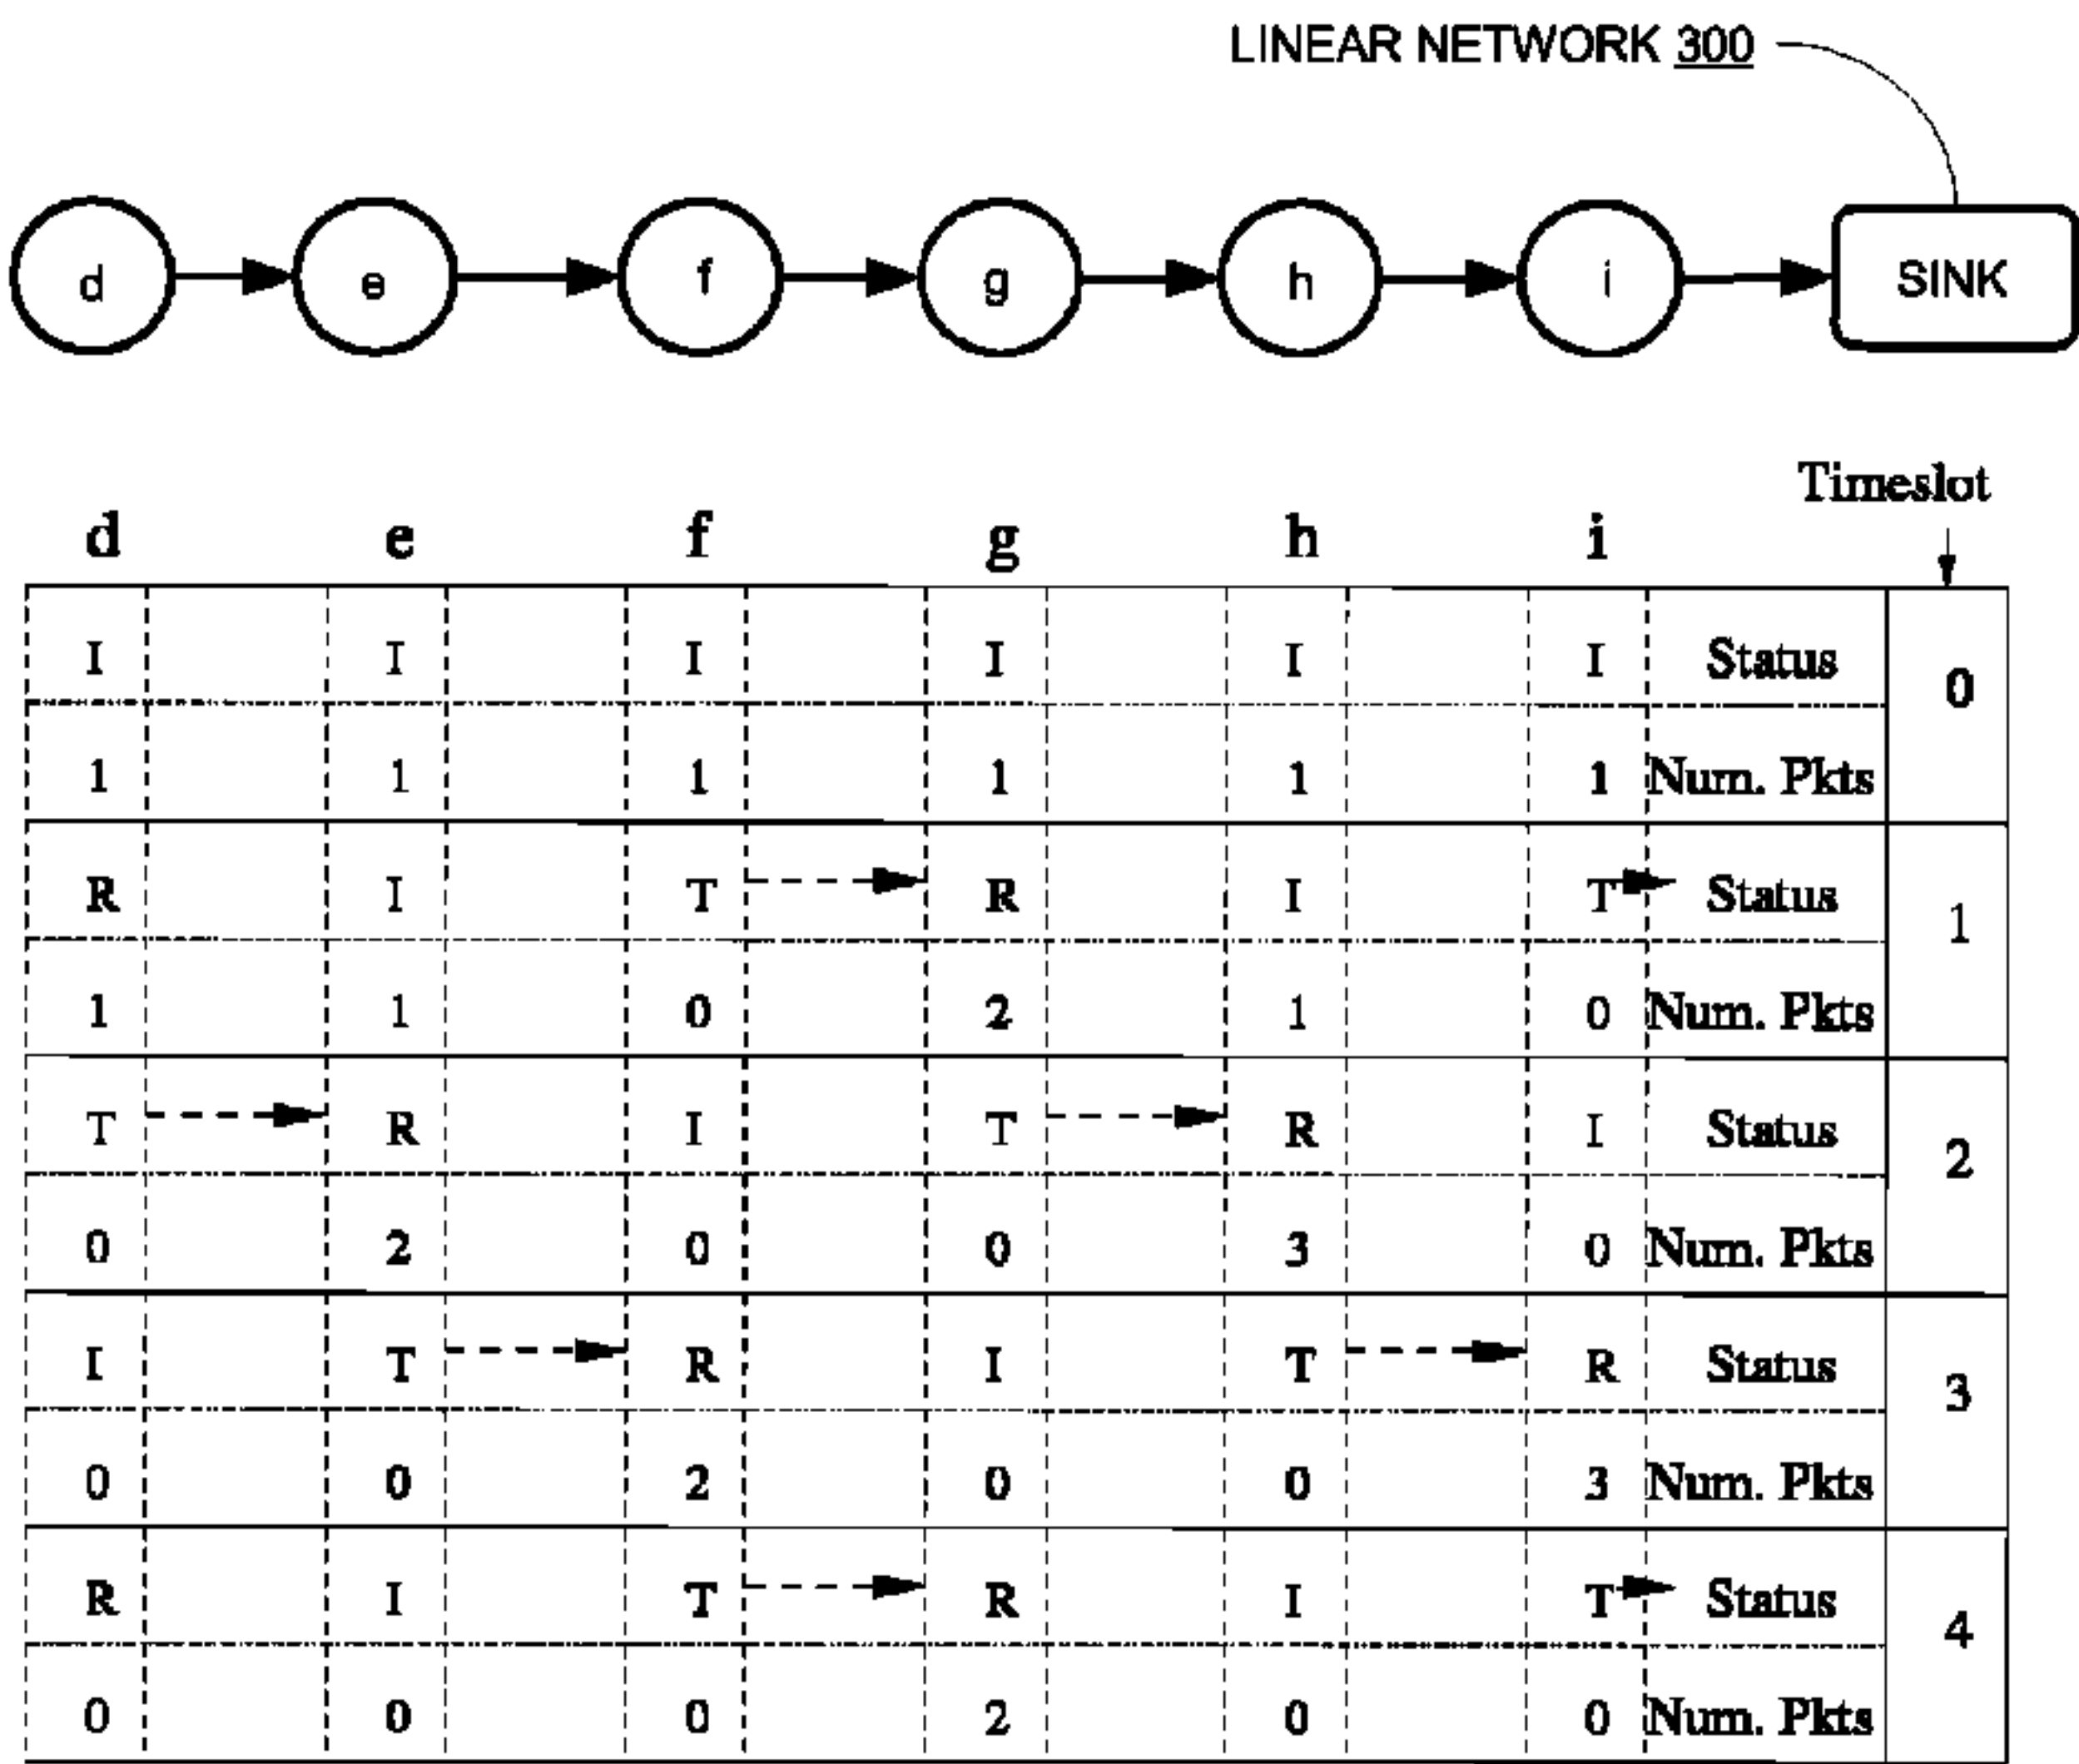 LINEAR NETWORK 300
d e f g h i SINK
Timeslot
d e f g h i
I I I I I I Status 0
1 1 1 1 1 1 Num. Pkts
R I T R I T Status 1
1 1 0 2 1 0 Num. Pkts
T R I T R I Status 2
0 2 0 0 3 0 Num. Pkts
I T R I T R Status 3
0 0 2 0 0 3 Num. Pkts
R I T R I T Status 4
0 0 0 2 0 0 Num. Pkts